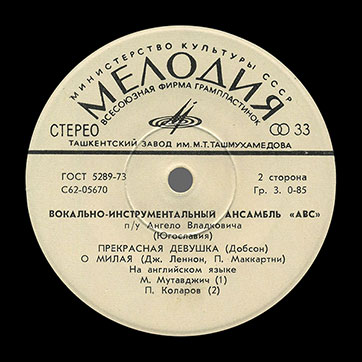 МИНИСТЕРСТВО КУЛЬТУРЫ СССР
МЕЛОДИЯ
ВСЕСОЮЗНАЯ ФИРМА ГРАМПЛАСТИНОК
СТЕРЕО
33
ТАШКЕНТСКИЙ ЗАВОД ИМ. М.Т. ТАШМУХАМЕДОВА
ГОСТ 5289-73
2 сторона
С62-05670
Гр. 3. 0-85
ВОКАЛЬНО-ИНСТРУМЕНТАЛЬНЫЙ АНСАМБЛЬ «АВС»
п/у Ангело Владковича
(Югославия)
ПРЕКРАСНАЯ ДЕВУШКА (Добсон)
О МИЛАЯ (Дж. Леннон, П. Маккартни)
На английском языке
М. Мутавджич (1)
П. Коларов (2)